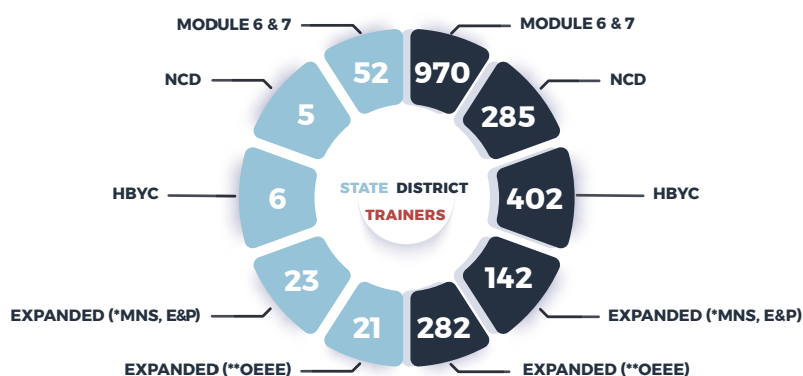 MODULE 6 & 7
MODULE 6 & 7
52
970
NCD
NCD
5
285
HBYC
6
402
HBYC
STATE DISTRICT
TRAINERS
23
142
EXPANDED (*MNS, E&P)
EXPANDED (*MNS, E&P)
21
282
EXPANDED (**OEEE)
EXPANDED (**OEEE)